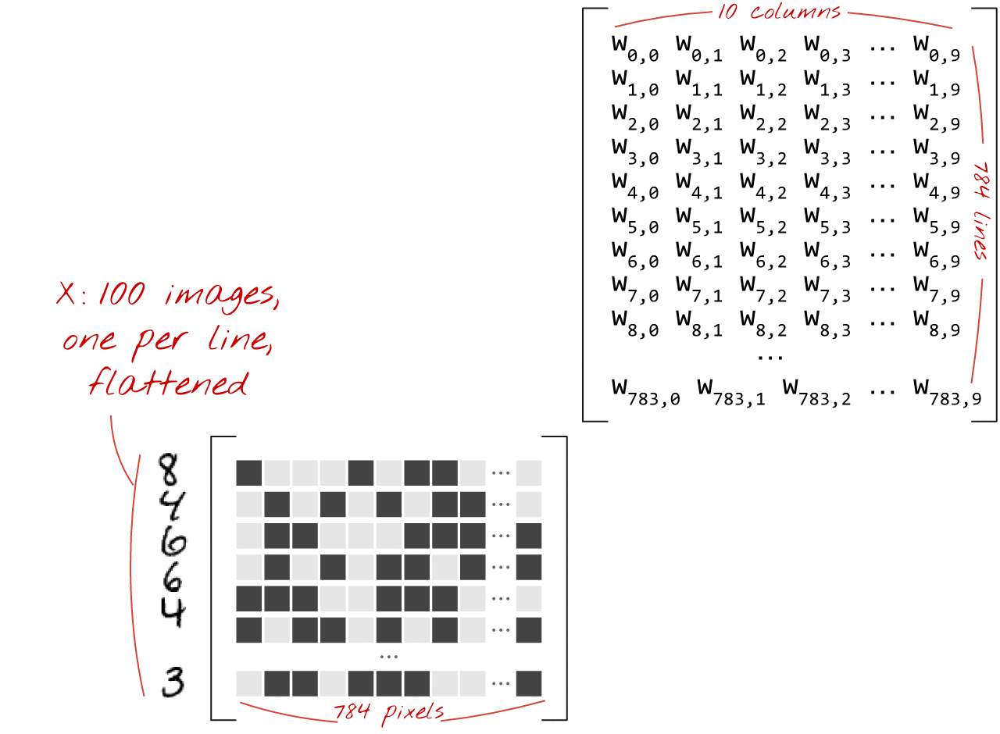 10 columns
W0,0 W0,1 W0,2 W0,3 ... W0,9
W1,0 W1,1 W1,2 W1,3 ... W1,9
W2,0 W2,1 W2,2 W2,3 ... W2,9
W3,0 W3,1 W3,2 W3,3 ... W3,9
W4,0 W4,1 W4,2 W4,3 ... W4,9
W5,0 W5,1 W5,2 W5,3 ... W5,9
W6,0 W6,1 W6,2 W6,3 ... W6,9
W7,0 W7,1 W7,2 W7,3 ... W7,9
W8,0 W8,1 W8,2 W8,3 ... W8,9
...
W783,0 W783,1 W783,2 ... W783,9
784 lines
X: 100 images,
one per line,
flattened
8
...
4
...
6
...
6
...
4
...
...
...
3
...
784 pixels